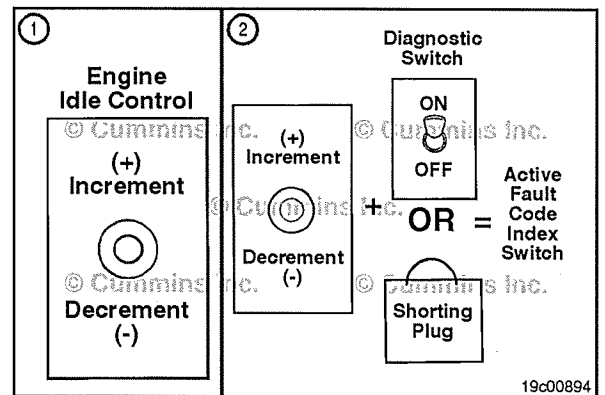 1
Engine
Idle Control
(+)
Increment
Decrement
(-)
2
(+)
Increment
Decrement
(-)
+
Diagnostic
Switch
ON
OFF
OR
Shorting
Plug
=
Active
Fault
Code
Index
Switch
© Cummins Inc.
© Cummins Inc.
© Cummins Inc.
© Cummins Inc.
© Cummins Inc.
19c00894